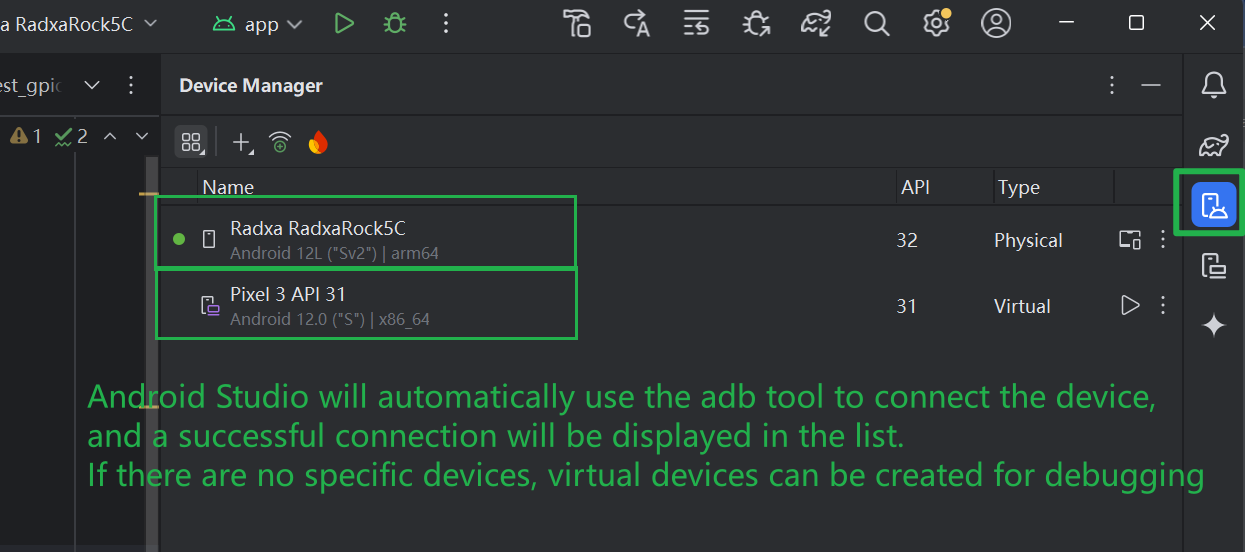 a RadxaRock5C
app
est_gpio
Device Manager
1
2
Name
API
Type
Radxa RadxaRock5C
Android 12L ("Sv2") | arm64
32
Physical
Pixel 3 API 31
Android 12.0 ("S") | x86_64
31
Virtual
Android Studio will automatically use the adb tool to connect the device,
and a successful connection will be displayed in the list.
If there are no specific devices, virtual devices can be created for debugging